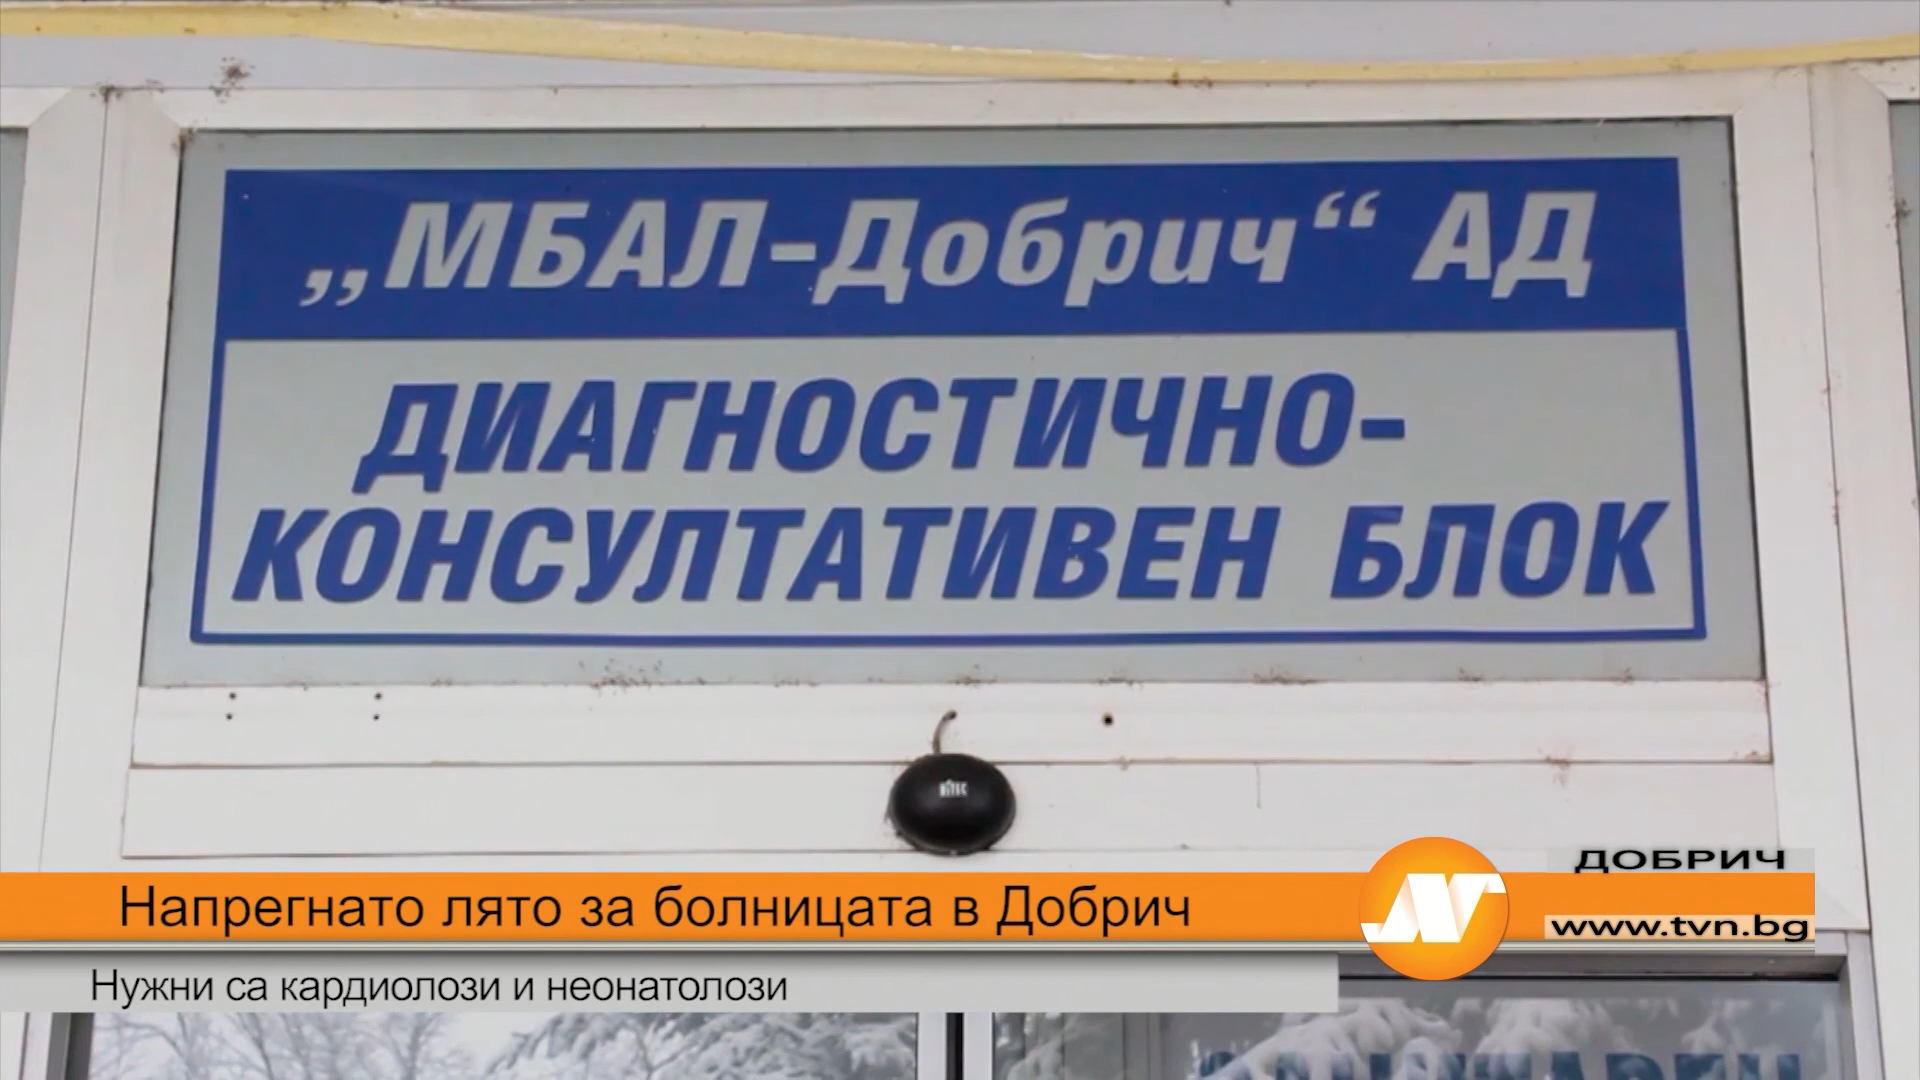 „МБАЛ-Добрич“ АД
ДИАГНОСТИЧНО-
КОНСУЛТАТИВЕН БЛОК
ДОБРИЧ
Напрегнато лято за болницата в Добрич
www.tvn.bg
Нужни са кардиолози и неонатолози